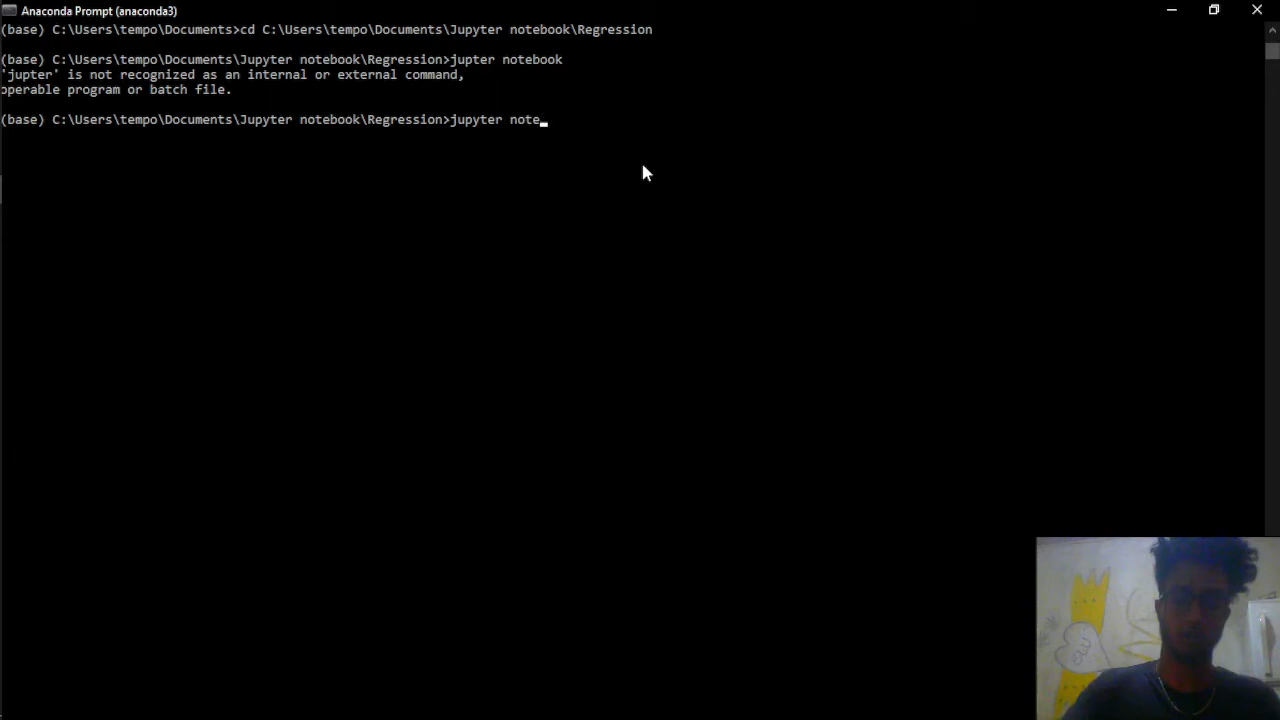 Anaconda Prompt (anaconda3)
(base) C:\Users\tempo\Documents>cd C:\Users\tempo\Documents\Jupyter notebook\Regression
(base) C:\Users\tempo\Documents\Jupyter notebook\Regression>jupter notebook
'jupter' is not recognized as an internal or external command,
operable program or batch file.
(base) C:\Users\tempo\Documents\Jupyter notebook\Regression>jupyter note